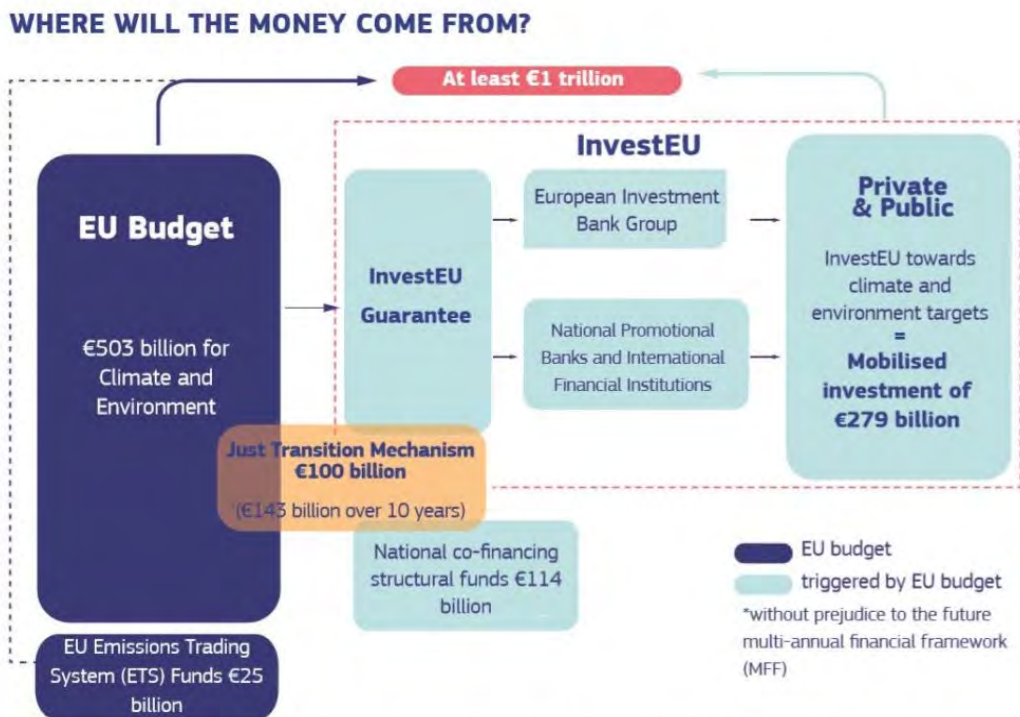 WHERE WILL THE MONEY COME FROM?
At least €1 trillion
InvestEU
EU Budget
€503 billion for
Climate and
Environment
InvestEU
Guarantee
European Investment
Bank Group
National Promotional
Banks and International
Financial Institutions
Private
& Public
InvestEU towards
climate and
environment targets
=
Mobilised
investment of
€279 billion
Just Transition Mechanism
€100 billion
(€143 billion over 10 years)
National co-financing
structural funds €114
billion
EU Emissions Trading
System (ETS) Funds €25
billion
EU budget
triggered by EU budget
*without prejudice to the future
multi-annual financial framework
(MFF)